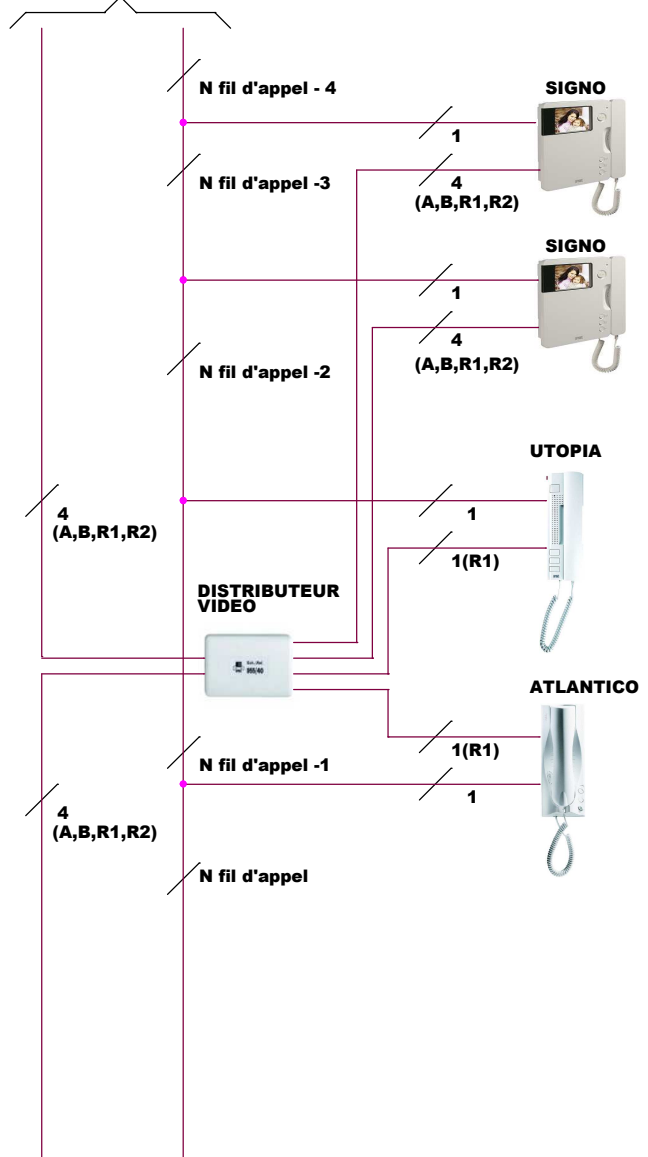 N fil d'appel - 4
SIGNO
1
N fil d'appel -3
4
(A,B,R1,R2)
SIGNO
1
4
(A,B,R1,R2)
N fil d'appel -2
UTOPIA
4
(A,B,R1,R2)
1
1(R1)
DISTRIBUTEUR
VIDEO
955/40
ATLANTICO
1(R1)
N fil d'appel -1
1
4
(A,B,R1,R2)
N fil d'appel